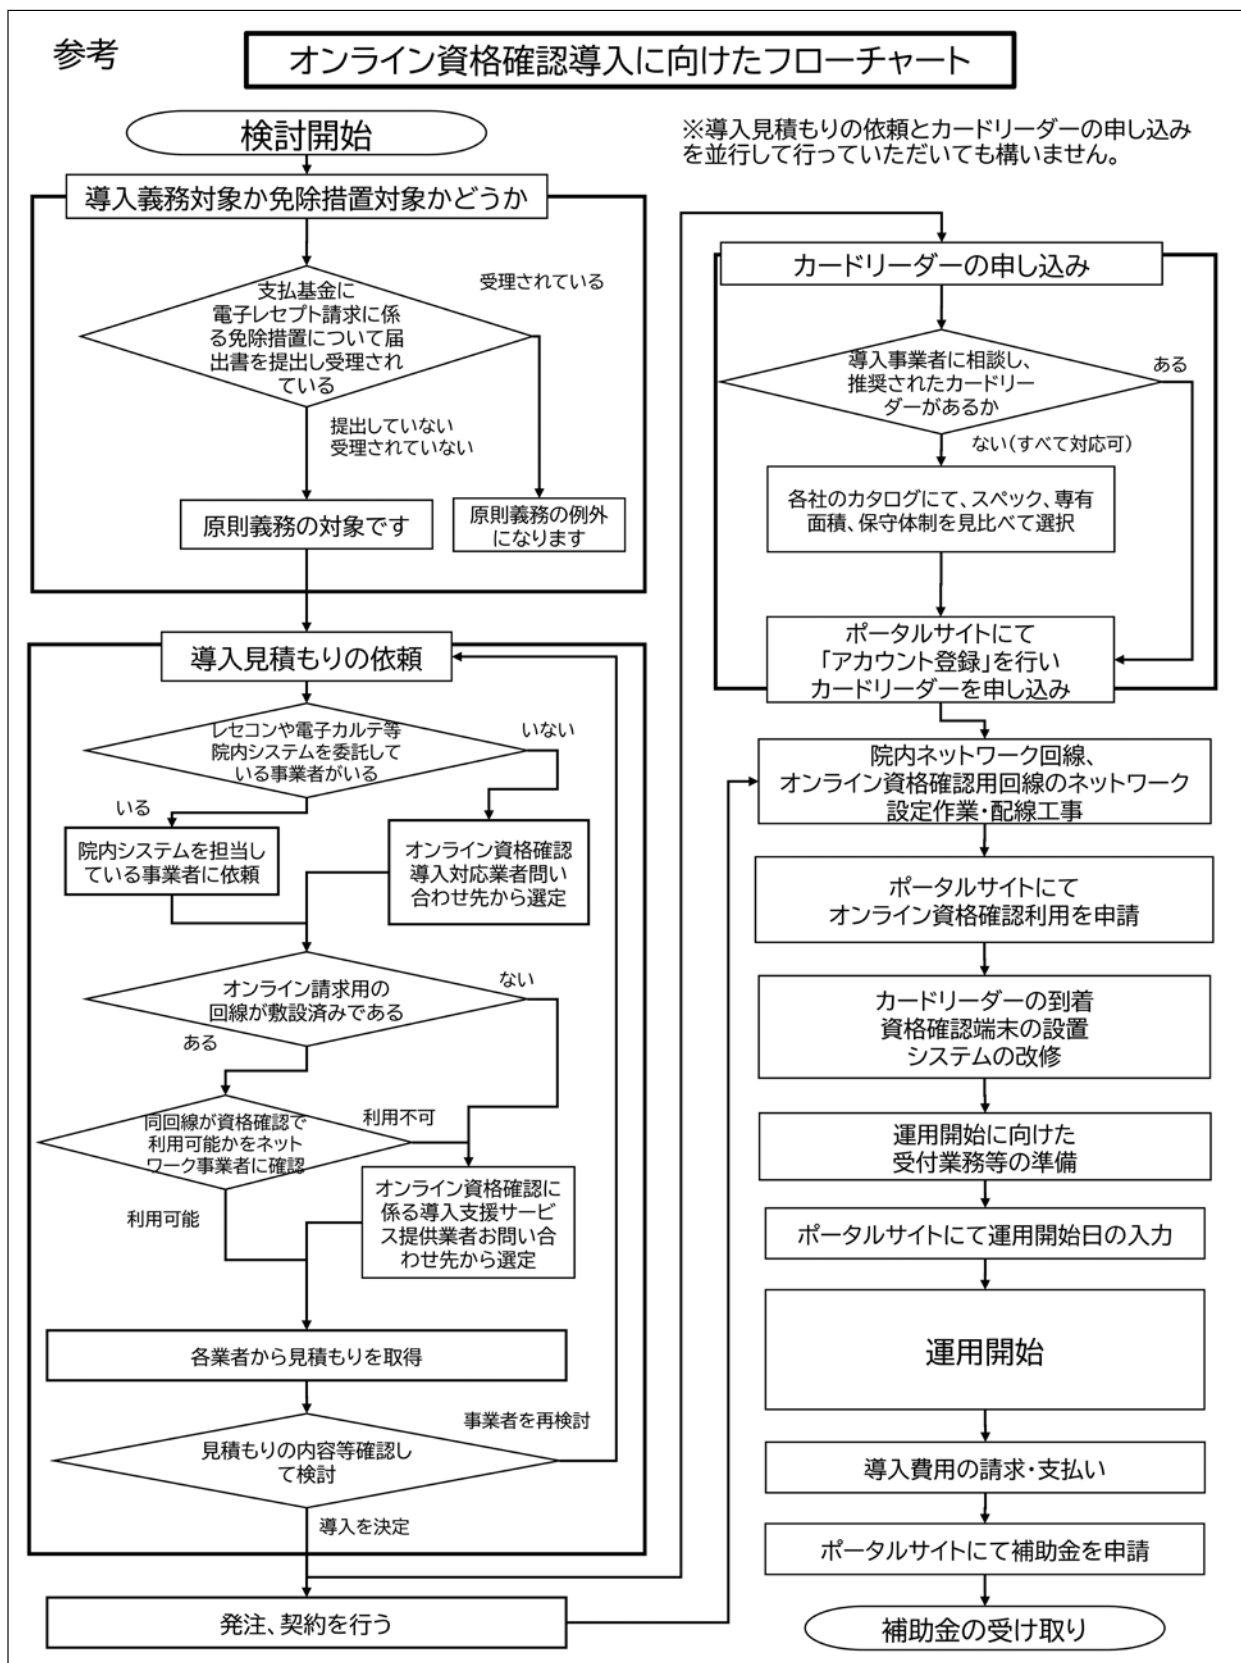 参考
オンライン資格確認導入に向けたフローチャート
検討開始
導入義務対象か免除措置対象かどうか
支払基金に
電子レセプト請求に係
る免除措置について届
出書を提出し受理され
ている
受理されている
提出していない
受理されていない
原則義務の対象です
原則義務の例外
になります
導入見積もりの依頼
レセコンや電子カルテ等
院内システムを委託して
いる事業者がいる
いない
いる
院内システムを担当し
ている事業者に依頼
オンライン資格確認
導入対応業者問い
合わせ先から選定
オンライン請求用の
回線が敷設済みである
ない
ある
同回線が資格確認で
利用可能かをネット
ワーク事業者に確認
利用不可
利用可能
オンライン資格確認に
係る導入支援サービ
ス提供業者お問い合
わせ先から選定
各業者から見積もりを取得
見積もりの内容等確認し
て検討
事業者を再検討
導入を決定
発注、契約を行う
※導入見積もりの依頼とカードリーダーの申し込み
を並行して行っていただいても構いません。
カードリーダーの申し込み
導入事業者に相談し、
推奨されたカードリー
ダーがあるか
ある
ない(すべて対応可)
各社のカタログにて、スペック、専有
面積、保守体制を見比べて選択
ポータルサイトにて
「アカウント登録」を行い
カードリーダーを申し込み
院内ネットワーク回線、
オンライン資格確認用回線のネットワーク
設定作業・配線工事
ポータルサイトにて
オンライン資格確認利用を申請
カードリーダーの到着
資格確認端末の設置
システムの改修
運用開始に向けた
受付業務等の準備
ポータルサイトにて運用開始日の入力
運用開始
導入費用の請求・支払い
ポータルサイトにて補助金を申請
補助金の受け取り